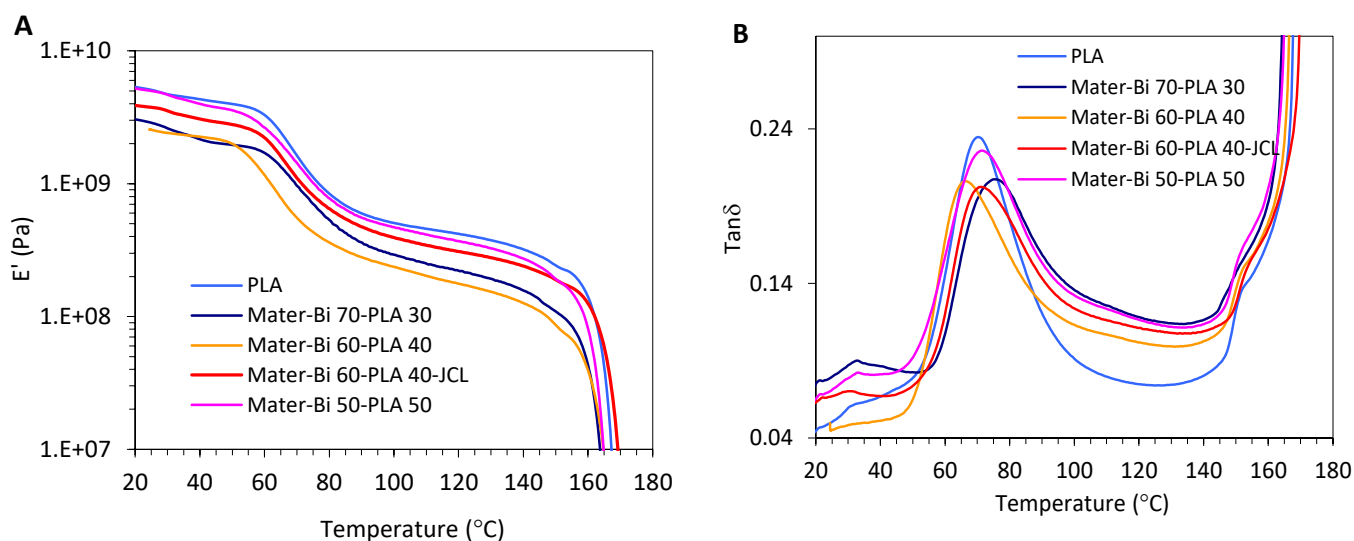 A
1.E+10
1.E+09
1.E+08
1.E+07
E' (Pa)
PLA
Mater-Bi 70-PLA 30
Mater-Bi 60-PLA 40
Mater-Bi 60-PLA 40-JCL
Mater-Bi 50-PLA 50
20 40 60 80 100 120 140 160 180
Temperature (°C)
B
0.24
0.14
0.04
Tanδ
PLA
Mater-Bi 70-PLA 30
Mater-Bi 60-PLA 40
Mater-Bi 60-PLA 40-JCL
Mater-Bi 50-PLA 50
20 40 60 80 100 120 140 160 180
Temperature (°C)